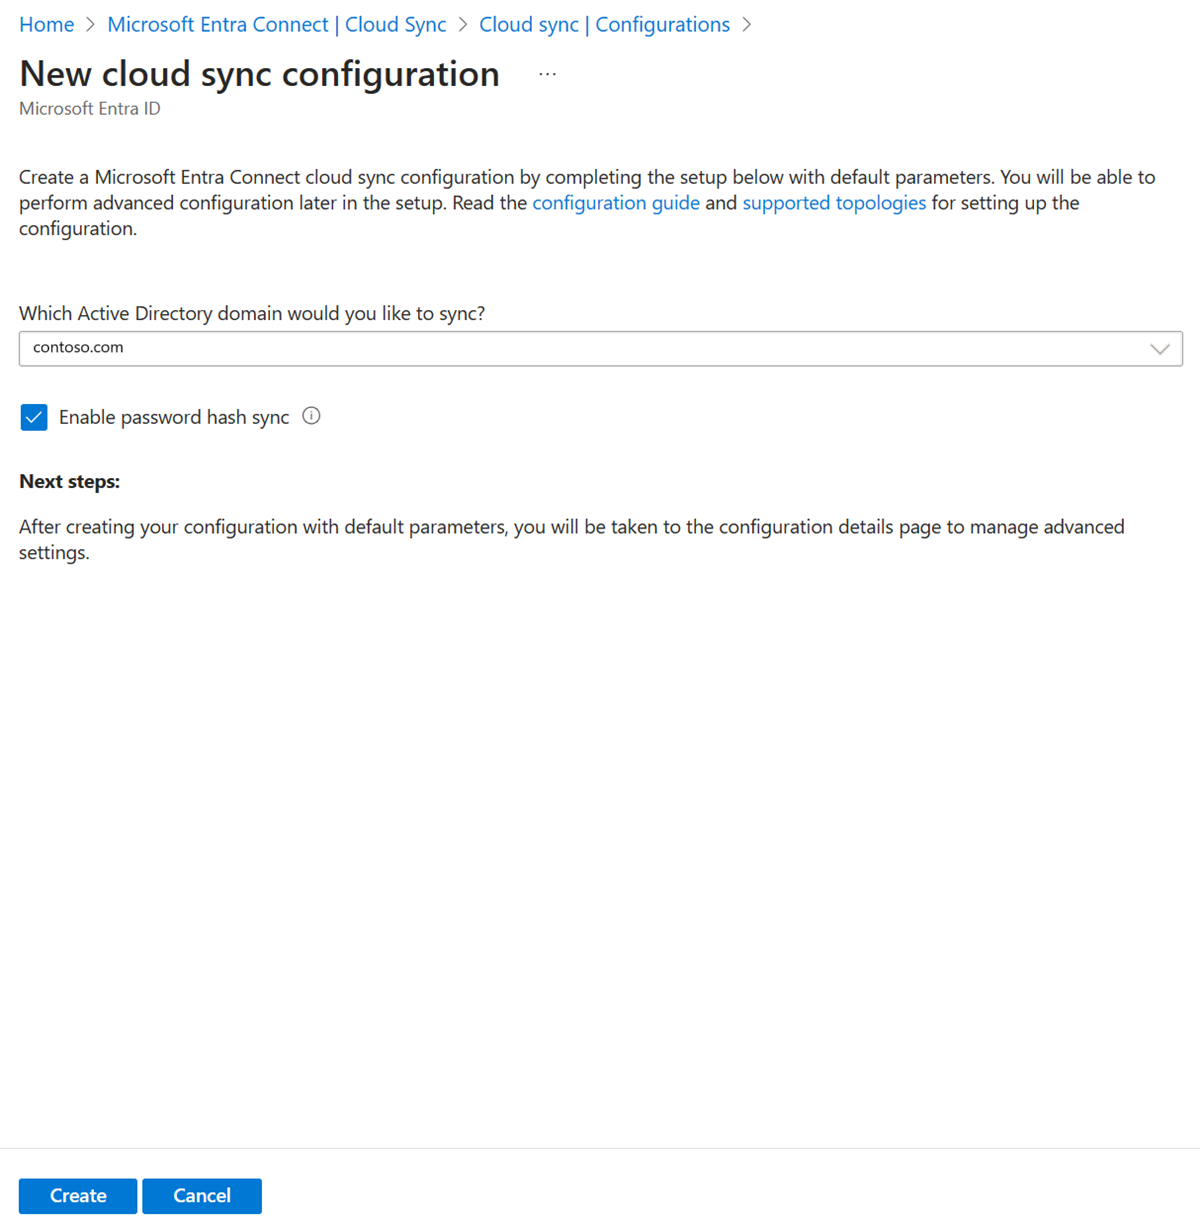 Home > Microsoft Entra Connect | Cloud Sync > Cloud sync | Configurations >
New cloud sync configuration ...
Microsoft Entra ID
Create a Microsoft Entra Connect cloud sync configuration by completing the setup below with default parameters. You will be able to
perform advanced configuration later in the setup. Read the configuration guide and supported topologies for setting up the
configuration.
Which Active Directory domain would you like to sync?
contoso.com
Enable password hash sync
Next steps:
After creating your configuration with default parameters, you will be taken to the configuration details page to manage advanced
settings.
Create Cancel